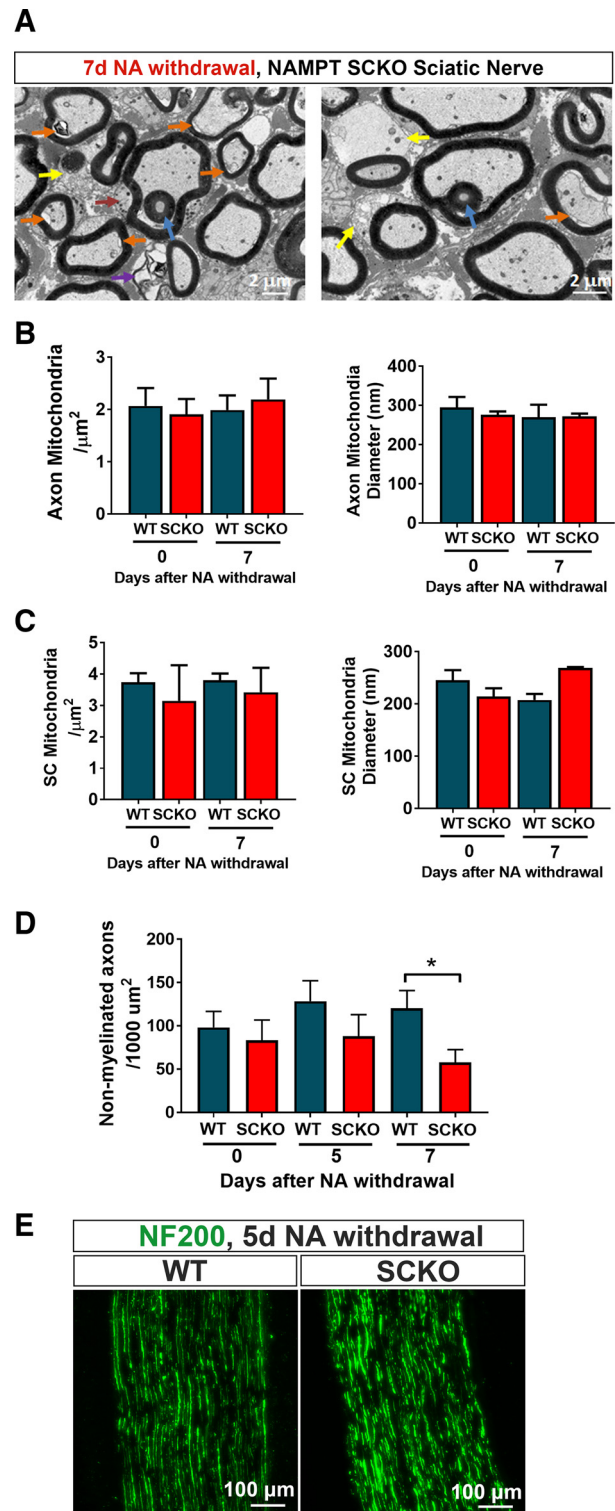 A
7d NA withdrawal, NAMPT SCKO Sciatic Nerve
2 µm
2 µm
B
Axon Mitochondria
/µm²
3
2
1
0
WT SCKO WT SCKO
0 7
Days after NA withdrawal
Axon Mitochondia
Diameter (nm)
400
300
200
100
0
WT SCKO WT SCKO
0 7
Days after NA withdrawal
C
SC Mitochondria
/µm²
5
4
3
2
1
0
WT SCKO WT SCKO
0 7
Days after NA withdrawal
SC Mitochondria
Diameter (nm)
300
200
100
0
WT SCKO WT SCKO
0 7
Days after NA withdrawal
D
Non-myelinated axons
/1000 um²
200
150
100
50
0
*
WT SCKO WT SCKO WT SCKO
0 5 7
Days after NA withdrawal
E
NF200, 5d NA withdrawal
WT SCKO
100 µm
100 µm